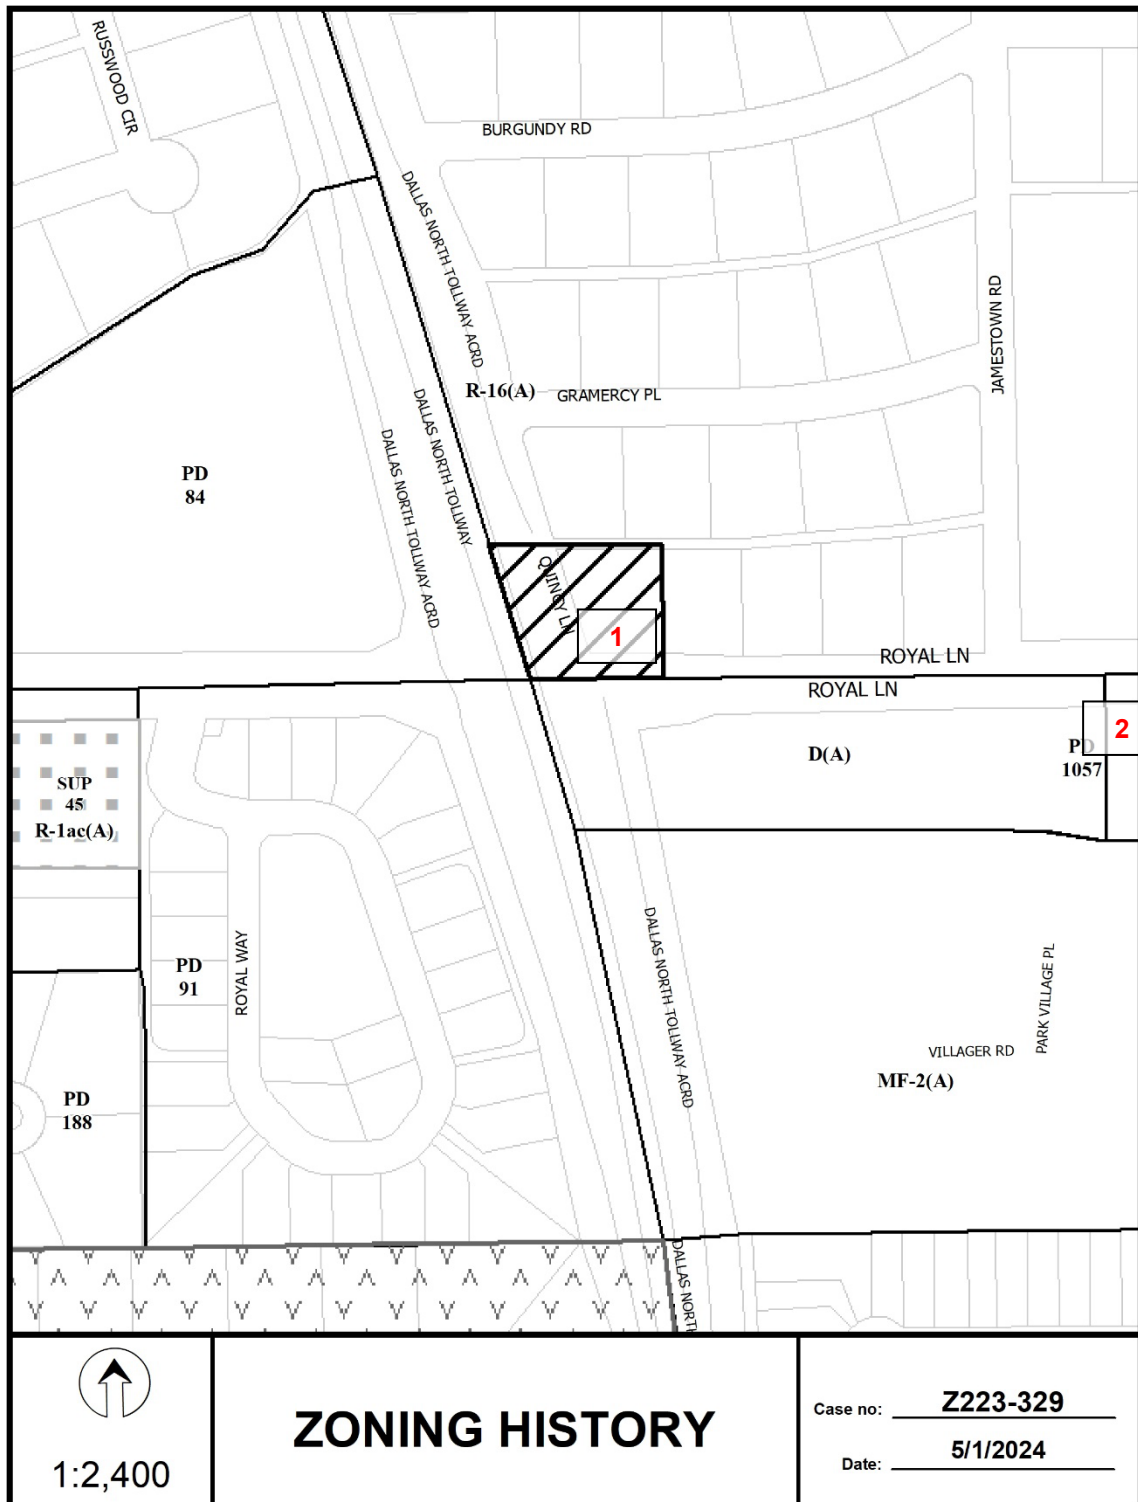 RUSSWOOD CIR
BURGUNDY RD
DALLAS NORTH TOLLWAY ACRD
JAMESTOWN RD
R-16(A)
GRAMERCY PL
DALLAS NORTH TOLLWAY
DALLAS NORTH TOLLWAY ACRD
PD
84
QUINCY LN
1
ROYAL LN
ROYAL LN
2
D(A)
PD
1057
SUP
45
R-1ac(A)
PD
91
ROYAL WAY
DALLAS NORTH TOLLWAY ACRD
PARK VILLAGE PL
VILLAGER RD
MF-2(A)
PD
188
DALLAS NORTH
1:2,400
ZONING HISTORY
Case no: Z223-329
Date: 5/1/2024